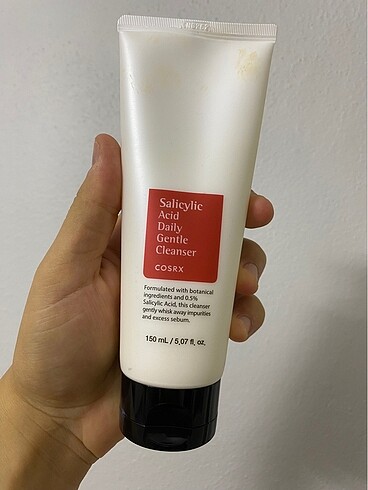 Salicylic
Acid
Daily
Gentle
Cleanser
COSRX
Formulated with botanical
ingredients and 0.5%
Salicylic Acid, this cleanser
gently whisk away impurities
and excess sebum.
150 mL / 5.07 fl. oz.